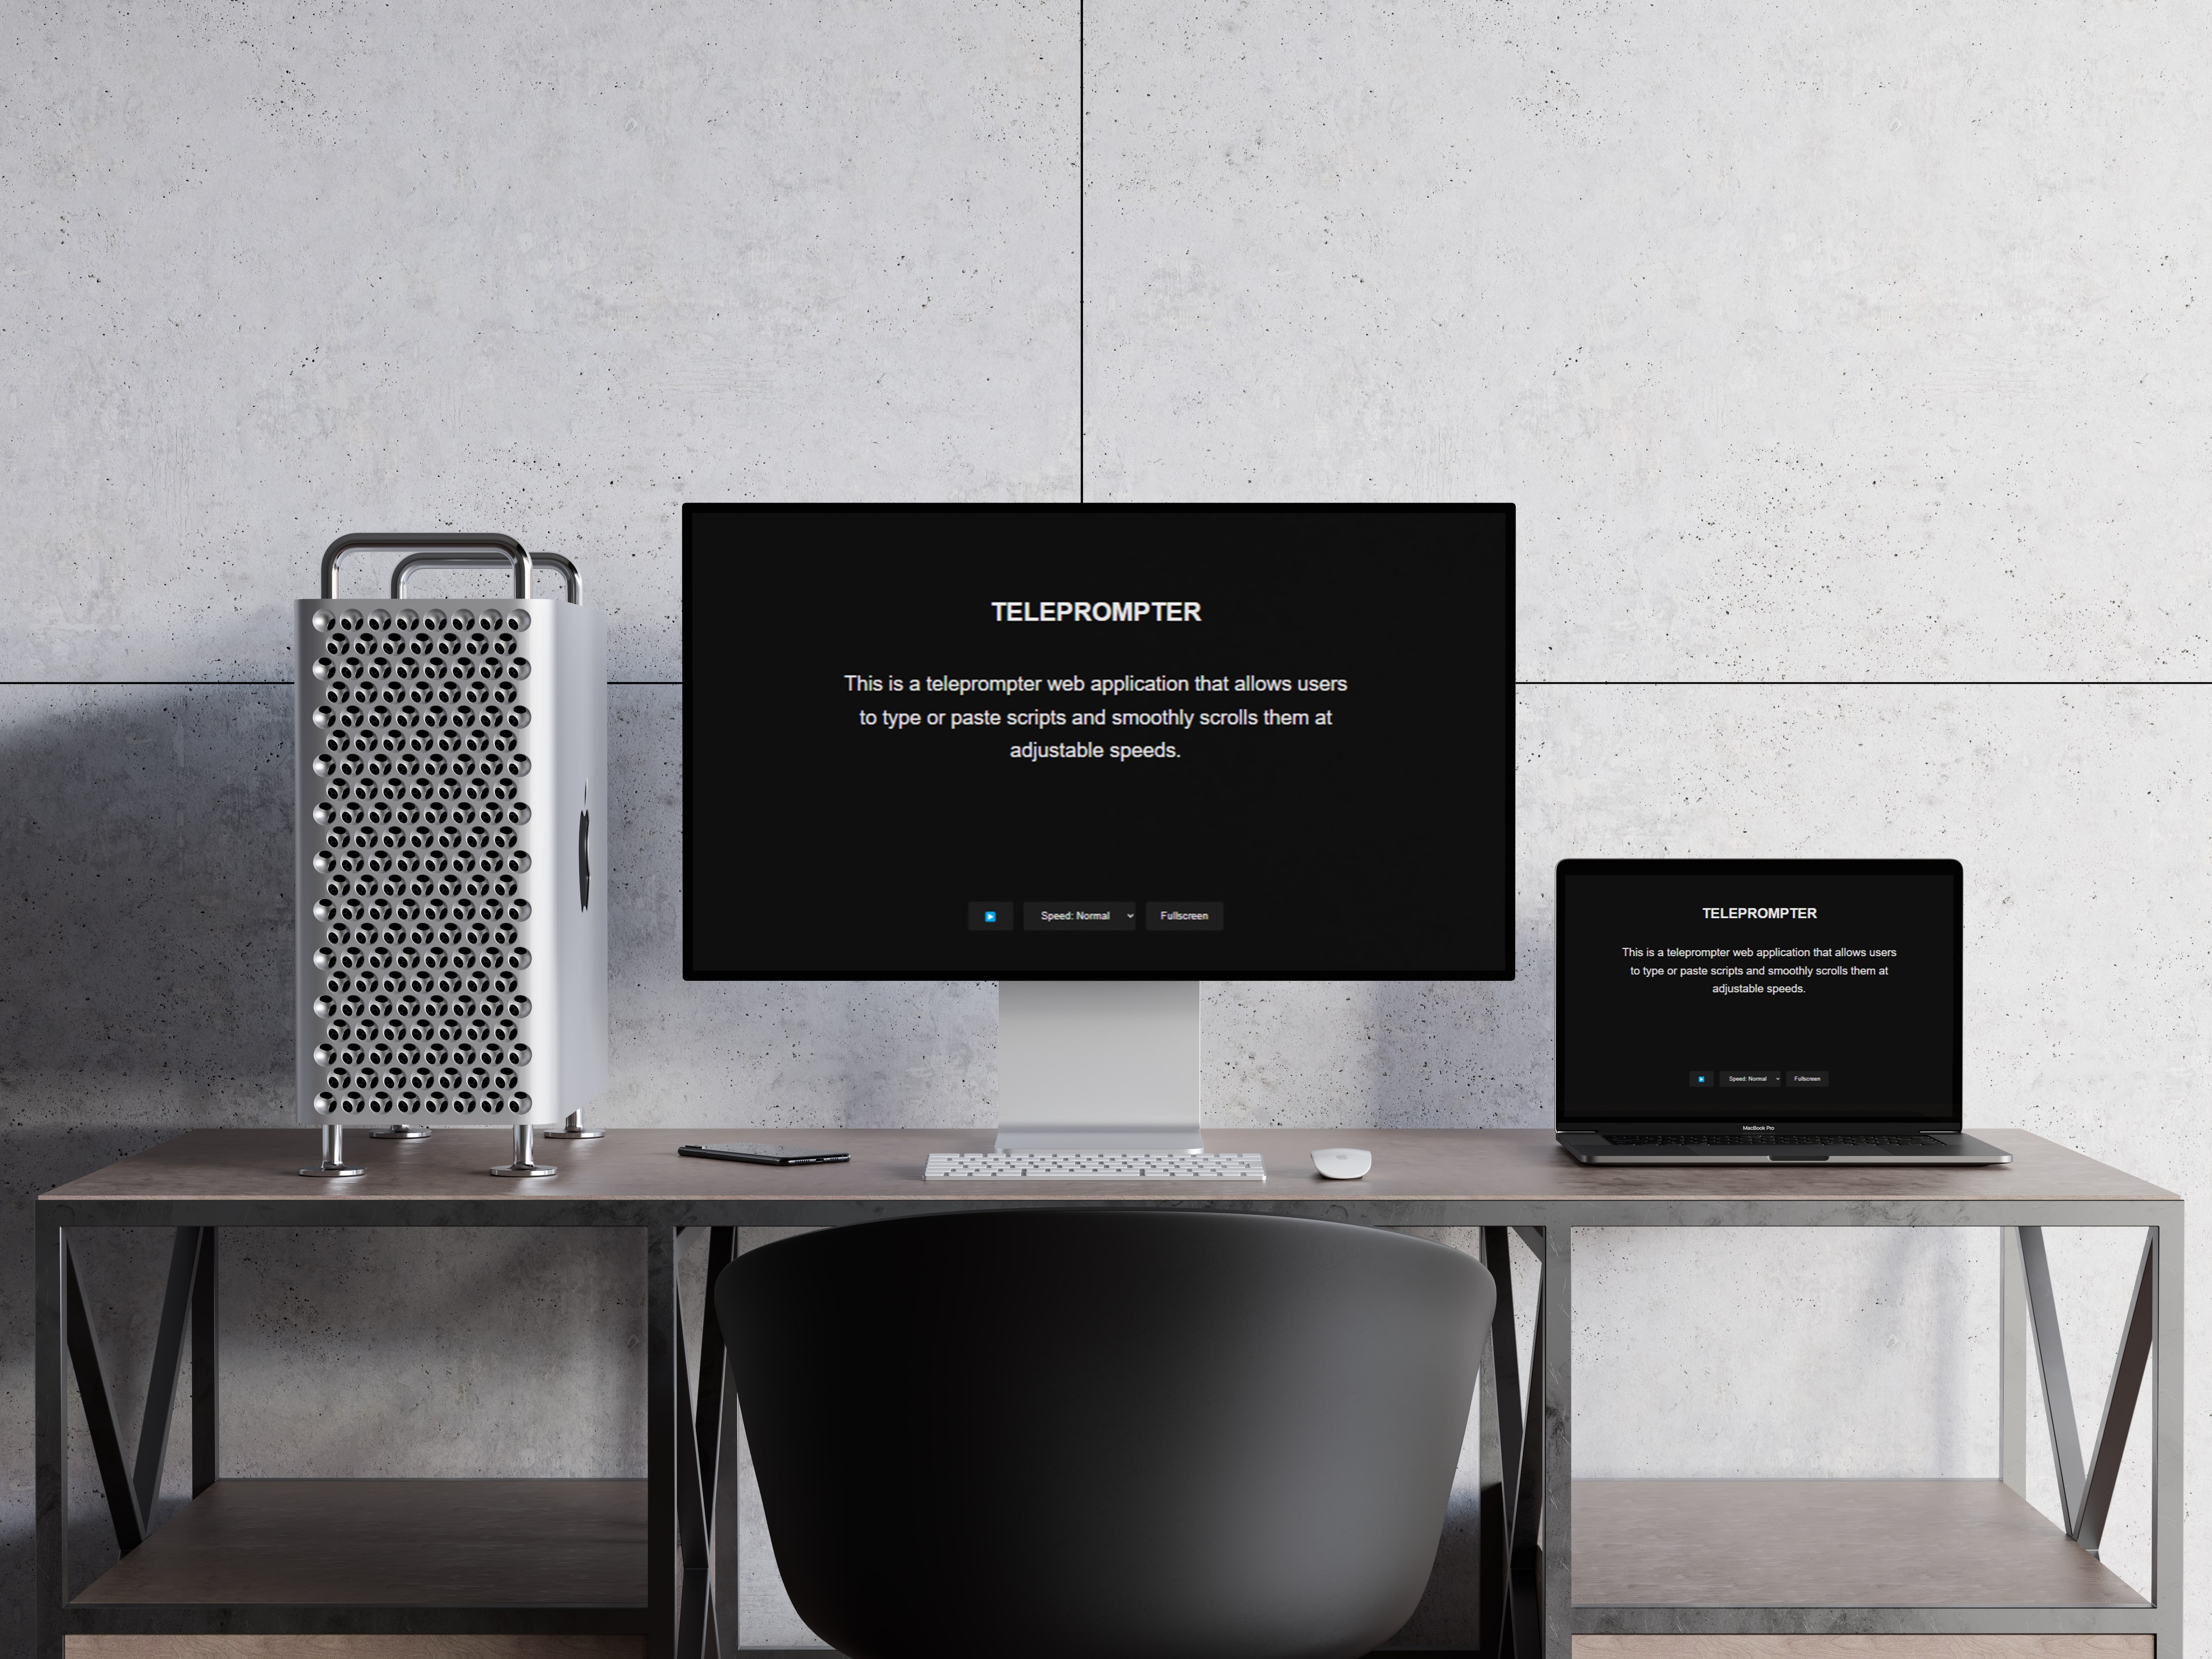 TELEPROMPTER
This is a teleprompter web application that allows users
to type or paste scripts and smoothly scrolls them at
adjustable speeds.
Speed: Normal
Fullscreen
TELEPROMPTER
This is a teleprompter web application that allows users
to type or paste scripts and smoothly scrolls them at
adjustable speeds.
Speed: Normal
Fullscreen
MacBook Pro